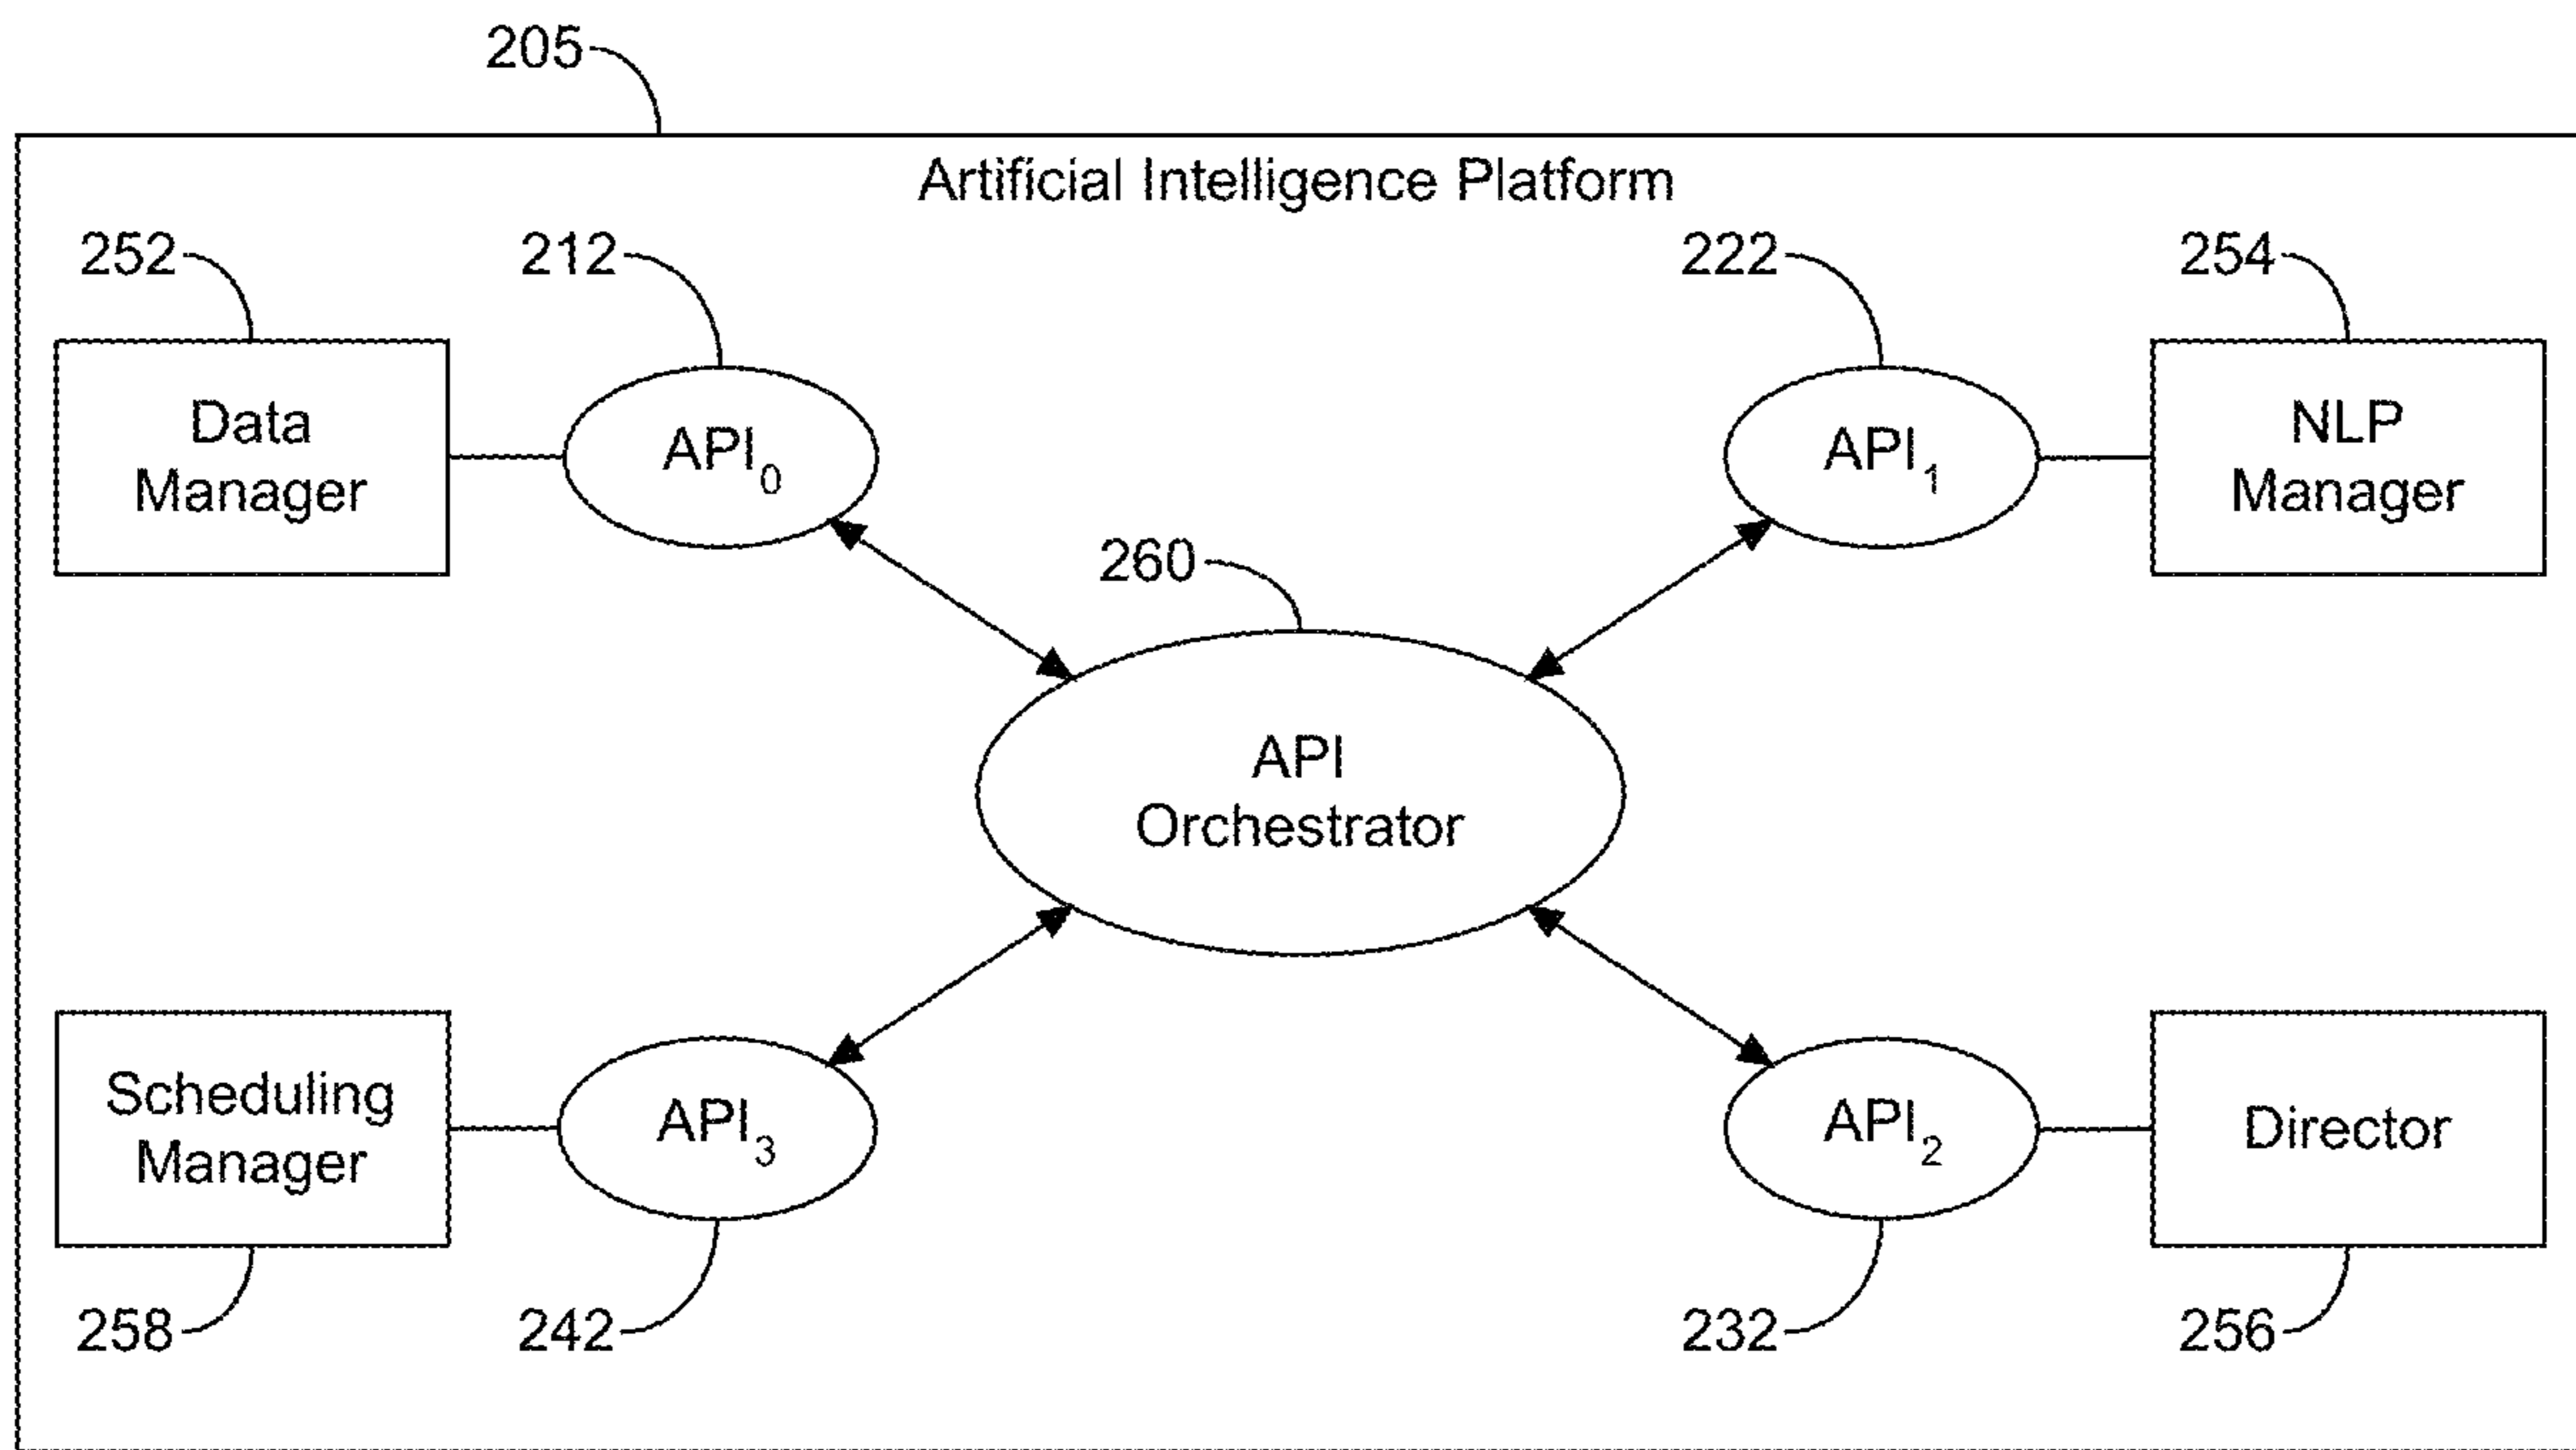 205
Artificial Intelligence Platform
252
212
222
254
Data
Manager
API₀
API₁
NLP
Manager
260
API
Orchestrator
Scheduling
Manager
API₃
API₂
Director
258
242
232
256